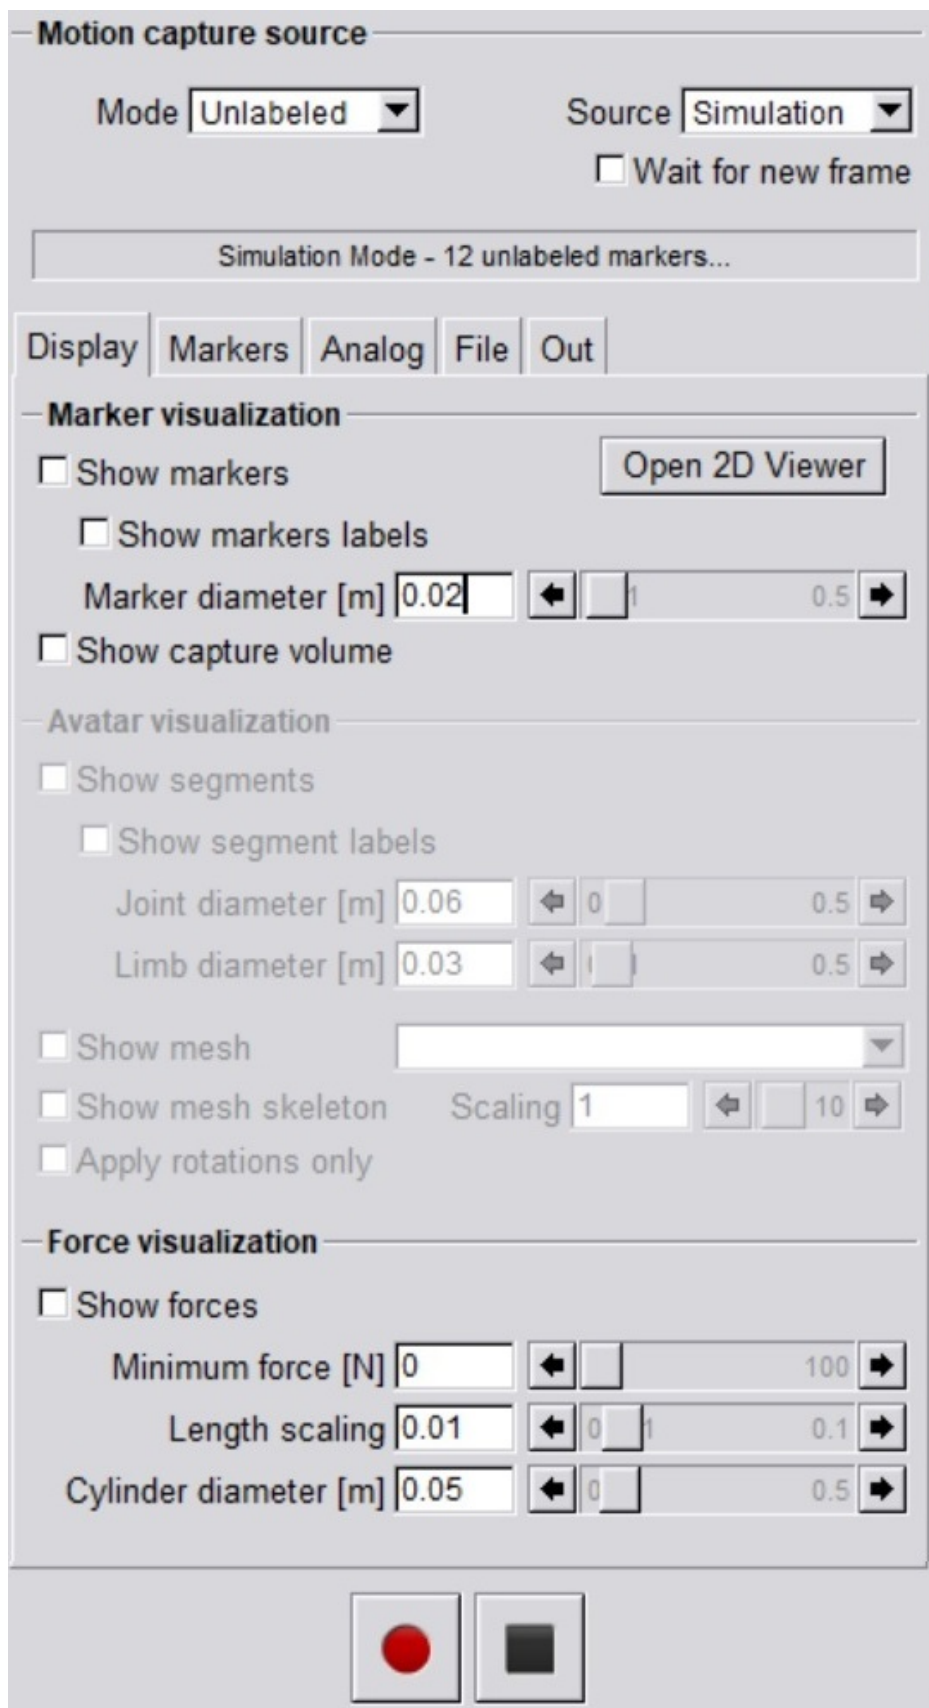 Motion capture source
Mode Unlabeled Source Simulation
Wait for new frame
Simulation Mode - 12 unlabeled markers...
Display Markers Analog File Out
Marker visualization
Show markers Open 2D Viewer
Show markers labels
Marker diameter [m] 0.02 0.5
Show capture volume
Avatar visualization
Show segments
Show segment labels
Joint diameter [m] 0.06 0 0.5
Limb diameter [m] 0.03 0.5
Show mesh
Show mesh skeleton Scaling 1 10
Apply rotations only
Force visualization
Show forces
Minimum force [N] 0 100
Length scaling 0.01 0 0.1
Cylinder diameter [m] 0.05 0 0.5